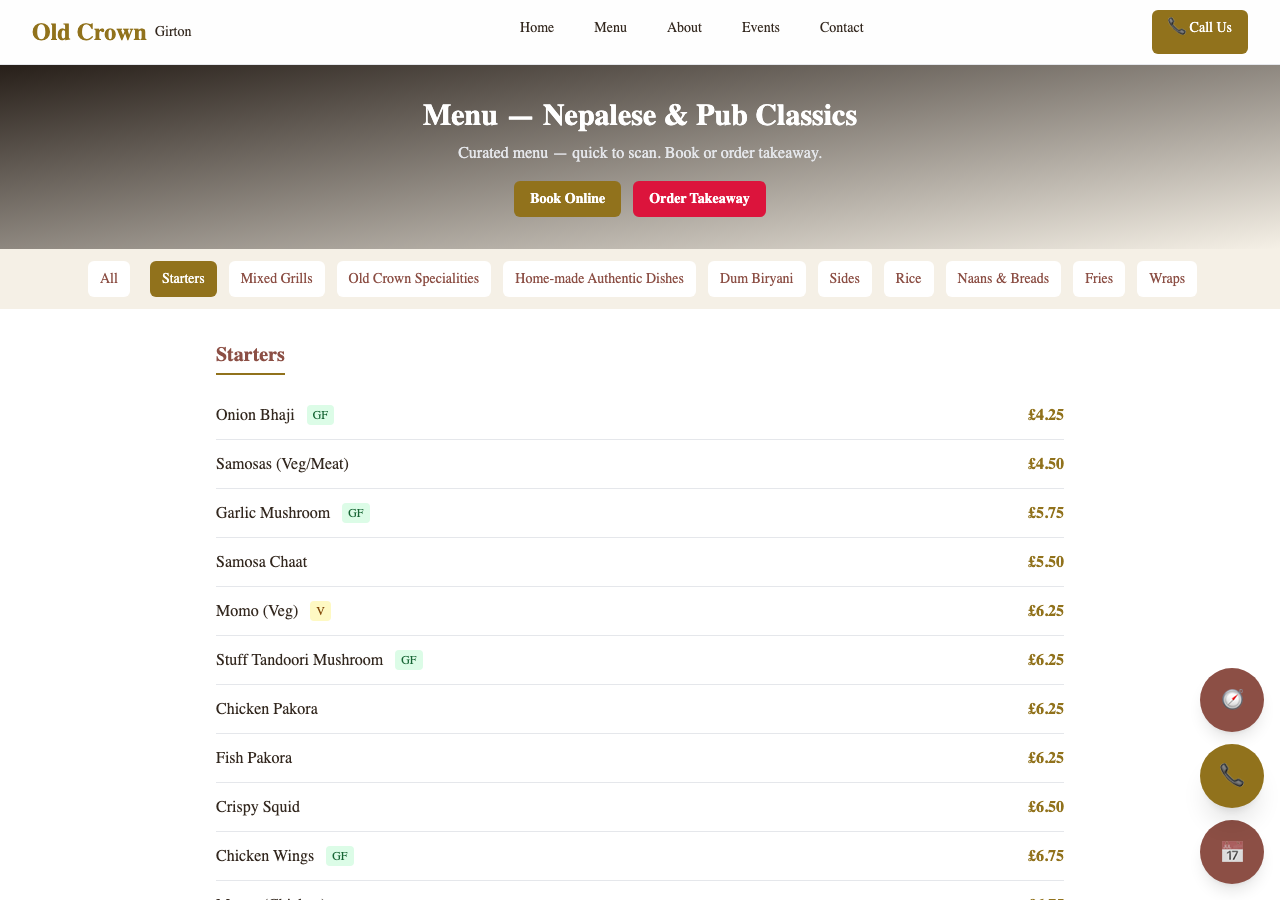 Old Crown Girton
Home Menu About Events Contact
📞 Call Us
Menu — Nepalese & Pub Classics
Curated menu — quick to scan. Book or order takeaway.
Book Online Order Takeaway
All Starters Mixed Grills Old Crown Specialities Home-made Authentic Dishes Dum Biryani Sides Rice Naans & Breads Fries Wraps
Starters
Onion Bhaji GF £4.25
Samosas (Veg/Meat) £4.50
Garlic Mushroom GF £5.75
Samosa Chaat £5.50
Momo (Veg) V £6.25
Stuff Tandoori Mushroom GF £6.25
Chicken Pakora £6.25
Fish Pakora £6.25
Crispy Squid £6.50
Chicken Wings GF £6.75
17